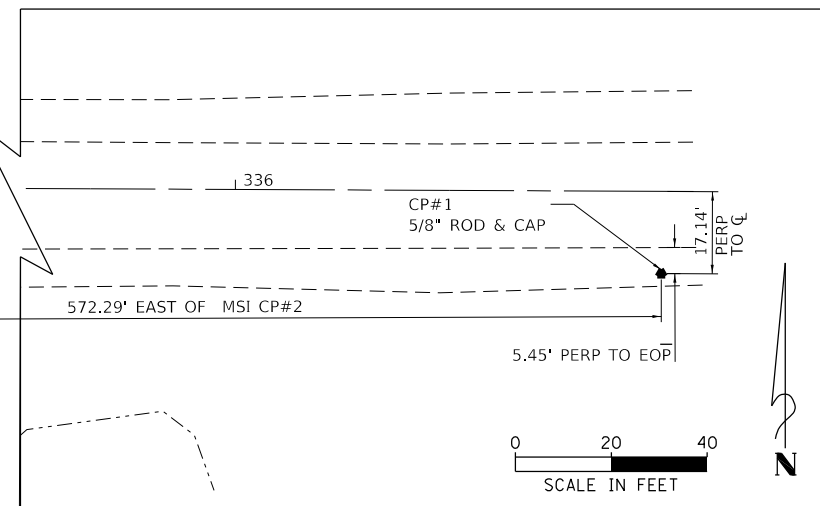 336
CP#1
5/8" ROD & CAP
17.14'
PERP
TO ℄
572.29' EAST OF MSI CP#2
5.45' PERP TO EOP
0 20 40
SCALE IN FEET
N